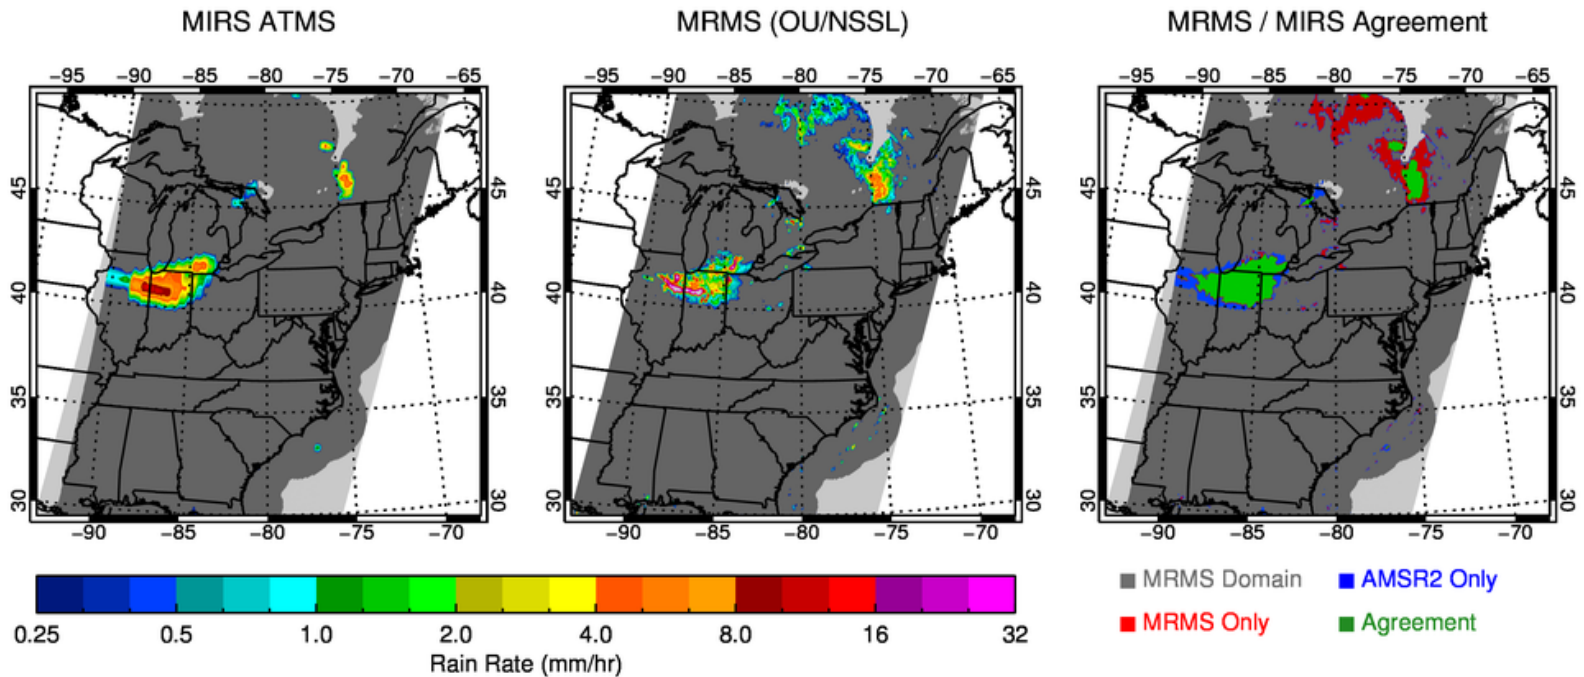 MIRS ATMS MRMS (OU/NSSL) MRMS / MIRS Agreement
−95 −90 −85 −80 −75 −70 −65 −95 −90 −85 −80 −75 −70 −65 −95 −90 −85 −80 −75 −70 −65
45 45 45 45 45 45
40 40 40 40 40 40
35 35 35 35 35 35
30 30 30 30 30 30
−90 −85 −80 −75 −70 −90 −85 −80 −75 −70 −90 −85 −80 −75 −70
MRMS Domain AMSR2 Only
MRMS Only Agreement
0.25 0.5 1.0 2.0 4.0 8.0 16 32
Rain Rate (mm/hr)